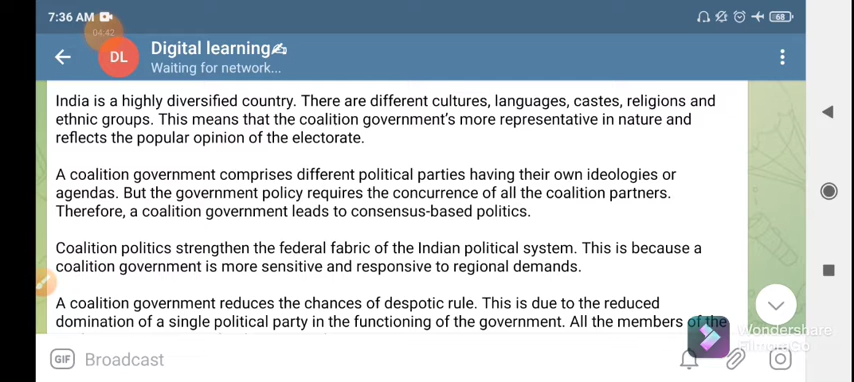 7:36 AM
68
04:42
DL
Digital learning✍
Waiting for network...
India is a highly diversified country. There are different cultures, languages, castes, religions and
ethnic groups. This means that the coalition government's more representative in nature and
reflects the popular opinion of the electorate.
A coalition government comprises different political parties having their own ideologies or
agendas. But the government policy requires the concurrence of all the coalition partners.
Therefore, a coalition government leads to consensus-based politics.
Coalition politics strengthen the federal fabric of the Indian political system. This is because a
coalition government is more sensitive and responsive to regional demands.
A coalition government reduces the chances of despotic rule. This is due to the reduced
domination of a single political party in the functioning of the government. All the members of the
Wondershare
FilmoraGo
GIF
Broadcast